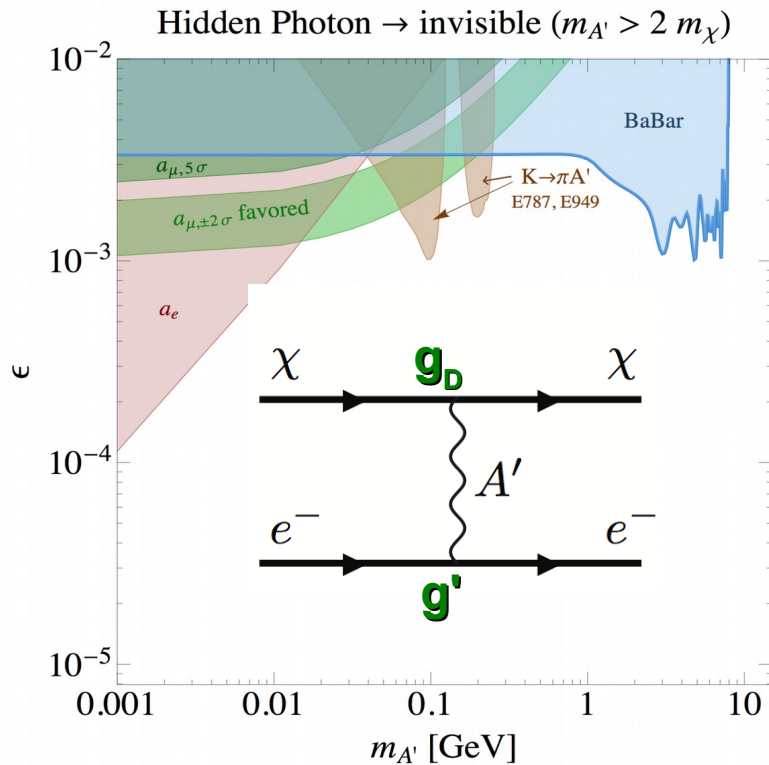 Hidden Photon → invisible (m_A' > 2 m_χ)
10⁻²
BaBar
a_μ,5σ
K→πA'
E787, E949
a_μ,±2σ favored
10⁻³
a_e
g_D
χ
χ
ϵ
10⁻⁴
A'
e⁻
e⁻
g'
10⁻⁵
0.001
0.01
0.1
1
10
m_A' [GeV]